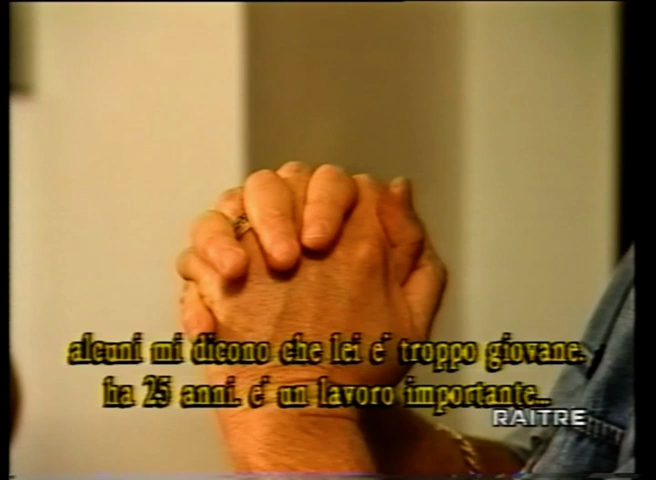 alcuni mi dicono che lei e' troppo giovane.
ha 25 anni. e' un lavoro importante...
RAITRE